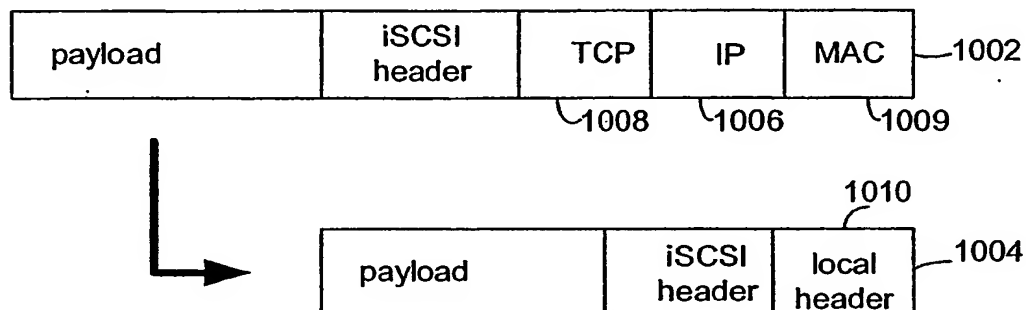 payload
iSCSI
header
TCP
IP
MAC
1002
1008
1006
1009
1010
payload
iSCSI
header
local
header
1004